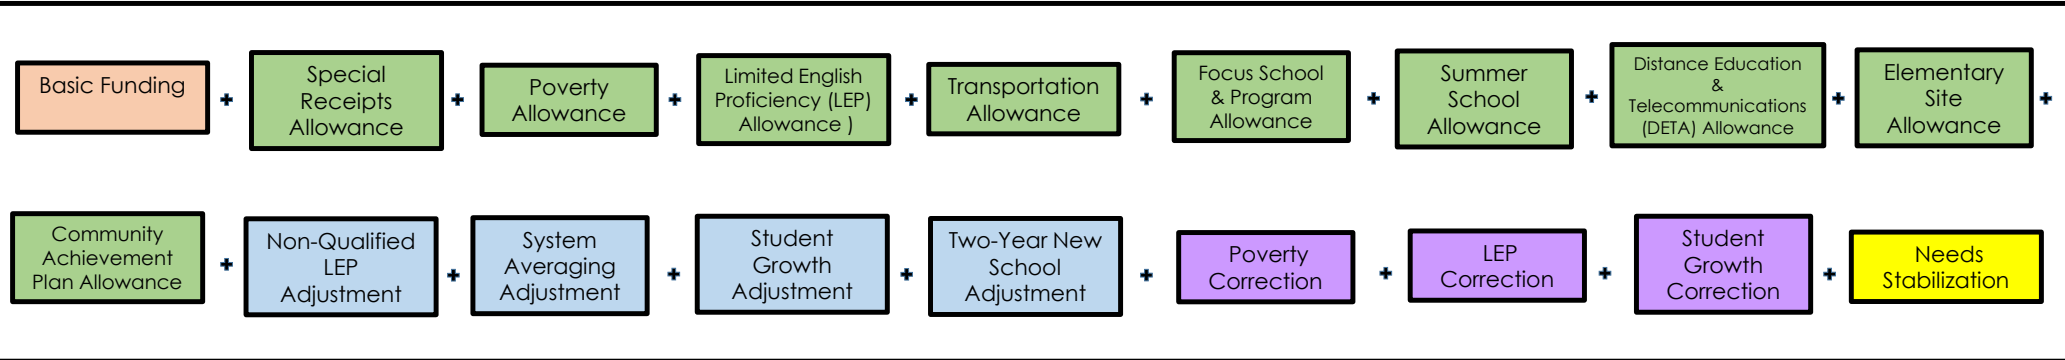 Basic Funding
+
Special
Receipts
Allowance
+
Poverty
Allowance
+
Limited English
Proficiency (LEP)
Allowance )
+
Transportation
Allowance
+
Focus School
& Program
Allowance
+
Summer
School
Allowance
+
Distance Education
&
Telecommunications
(DETA) Allowance
+
Elementary
Site
Allowance
+
Community
Achievement
Plan Allowance
+
Non-Qualified
LEP
Adjustment
+
System
Averaging
Adjustment
+
Student
Growth
Adjustment
+
Two-Year New
School
Adjustment
+
Poverty
Correction
+
LEP
Correction
+
Student
Growth
Correction
+
Needs
Stabilization